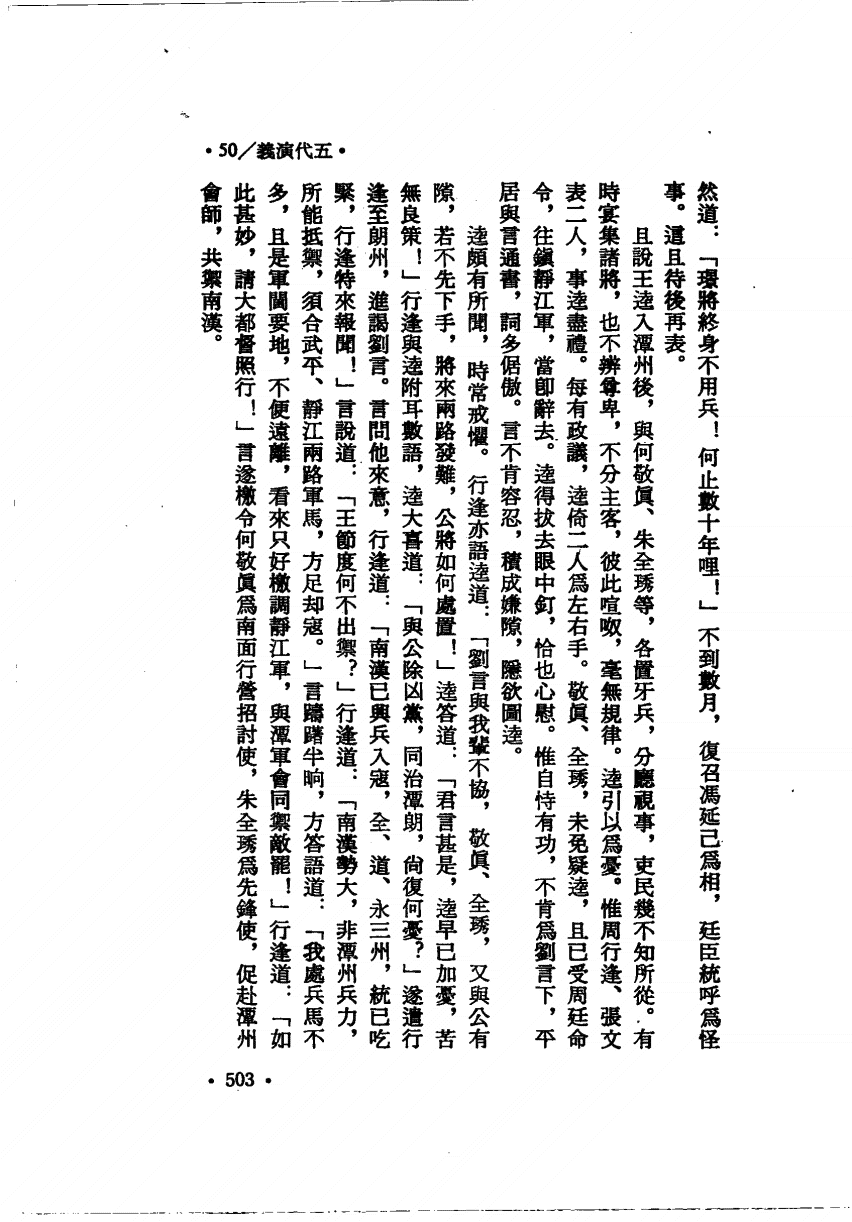 •50/義演代五•
然道：「璟將終身不用兵！何止數十年哩！」不到數月，復召馮延己爲相，廷臣統呼爲怪
事。這且待後再表。
且說王逵入潭州後，與何敬眞、朱全琇等，各置牙兵，分廳視事，吏民幾不知所從。有
時宴集諸將，也不辨尊卑，不分主客，彼此喧呶，毫無規律。逵引以爲憂。惟周行逢、張文
表二人，事逵盡禮。每有政議，逵倚二人爲左右手。敬眞、全琇，未免疑逵，且已受周廷命
令，往鎭靜江軍，當卽辭去。逵得拔去眼中釘，恰也心慰。惟自恃有功，不肯爲劉言下，平
居與言通書，詞多倨傲。言不肯容忍，積成嫌隙，隱欲圖逵。
逵頗有所聞，時常戒懼。行逢亦語逵道：「劉言與我輩不協，敬眞、全琇，又與公有
隙，若不先下手，將來兩路發難，公將如何處置！」逵答道：「君言甚是，逵早已加憂，苦
無良策！」行逢與逵附耳數語，逵大喜道：「與公除凶黨，同治潭朗，尙復何憂？」遂遣行
逢至朗州，進謁劉言。言問他來意，行逢道：「南漢已興兵入寇，全、道、永三州，統已吃
緊，行逢特來報聞！」言說道：「王節度何不出禦？」行逢道：「南漢勢大，非潭州兵力，
所能抵禦，須合武平、靜江兩路軍馬，方足却寇。」言躊躇半晌，方答語道：「我處兵馬不
多，且是軍閫要地，不便遠離，看來只好檄調靜江軍，與潭軍會同禦敵罷！」行逢道：「如
此甚妙，請大都督照行！」言遂檄令何敬眞爲南面行營招討使，朱全琇爲先鋒使，促赴潭州
會師，共禦南漢。
•503•